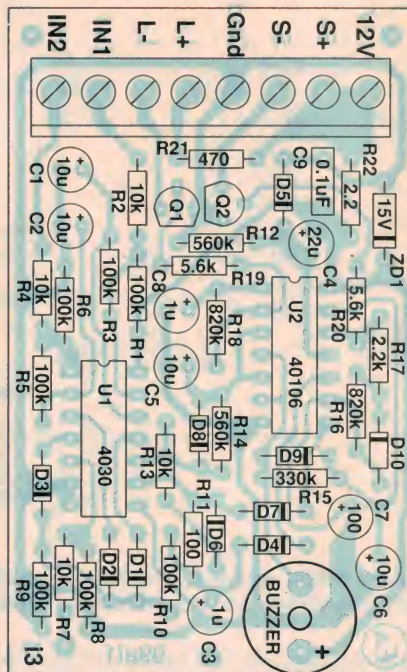 IN2 IN1 L- L+ Gnd S- S+ 12V
R21 470
C9 0.1uF
R22 2.2
15V ZD1
C1 10u
C2 10u
R2 10k
Q1 Q2
D5
560k R12
22u C4
5.6k R19
R4 10k
R6 100k
R3 100k
R1 100k
C8 1u
10u C5
820k R18
U2 40106
5.6k R20
2.2k R17
R5 100k
U1 4030
D8
560k R14
820k R16
D10
R13 10k
D9
330k R15
D3
R11 100
D6
D7
D4
100 C7
10u C6
R9 100k
R7 10k
R8 100k
D2 D1
100k R10
1u C3
BUZZER +
i3